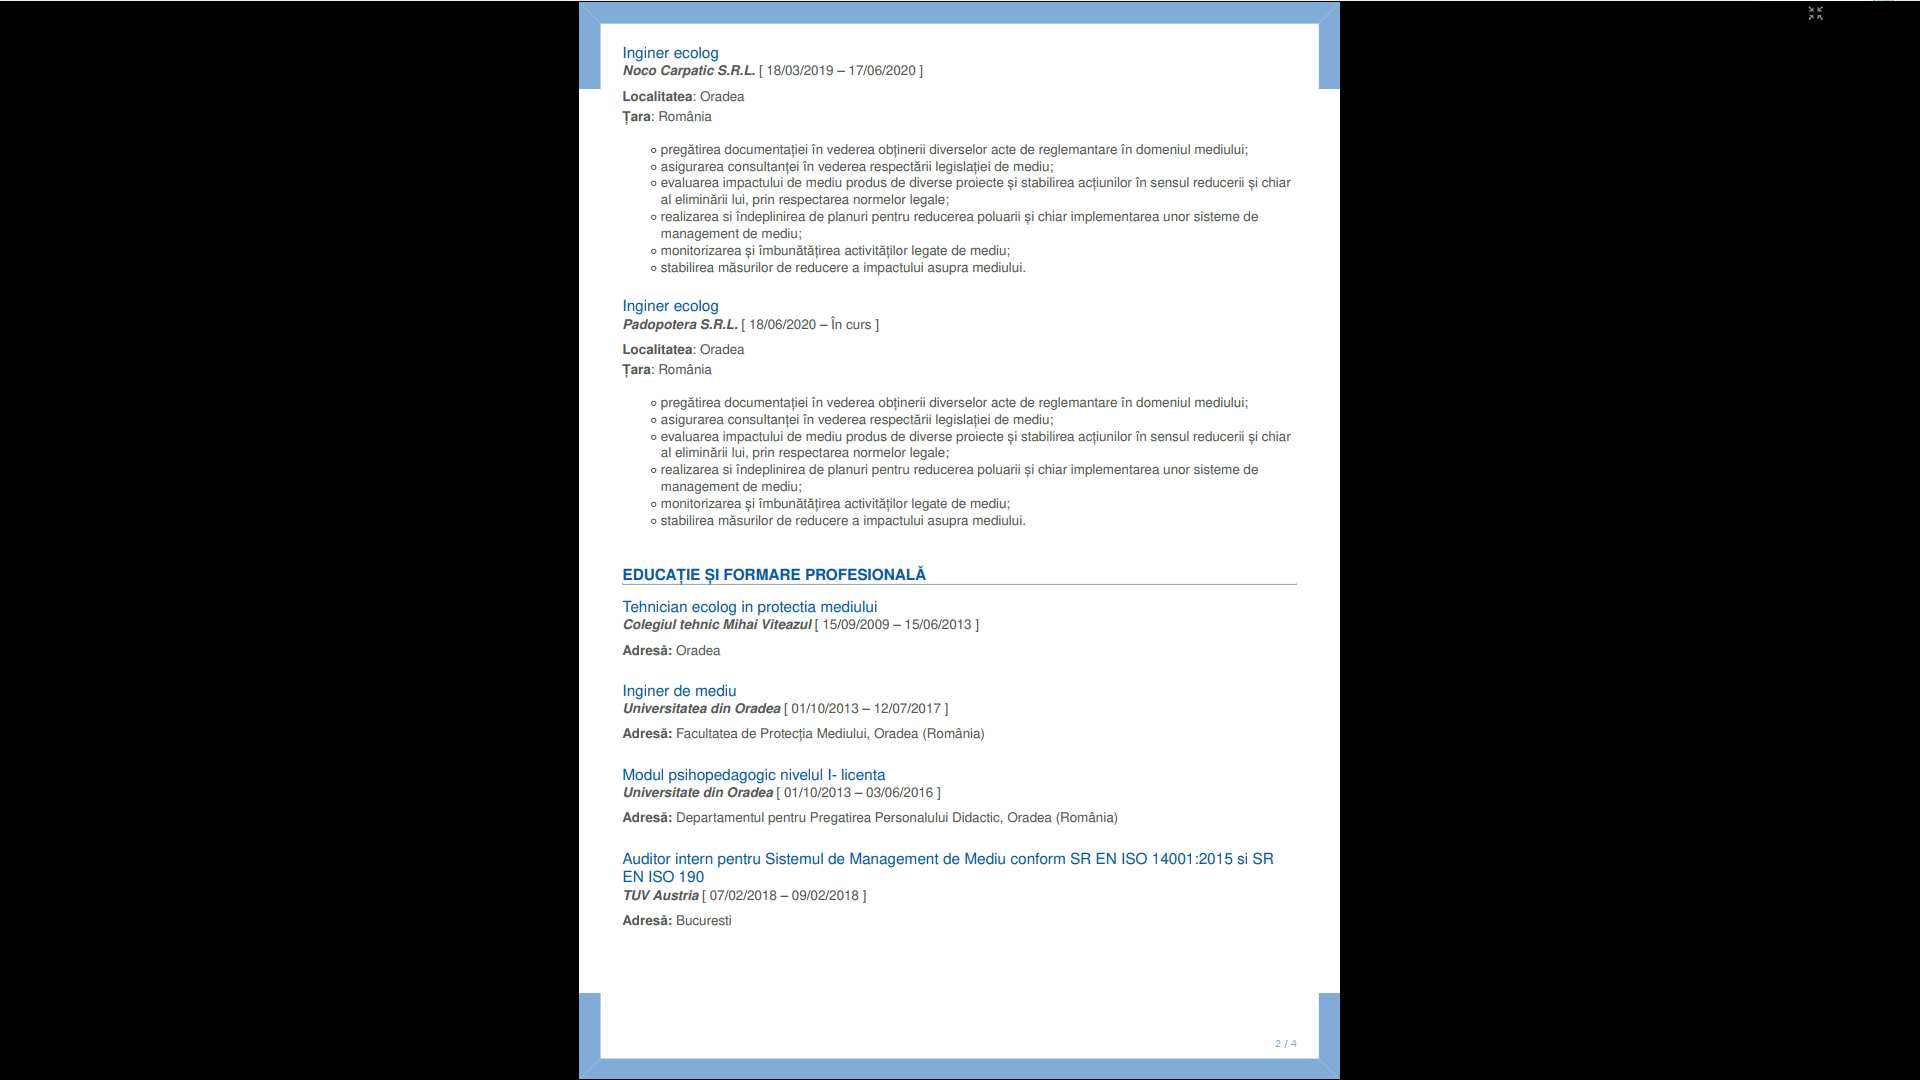 Inginer ecolog
Noco Carpatic S.R.L. [ 18/03/2019 – 17/06/2020 ]
Localitatea: Oradea
Țara: România
pregătirea documentației în vederea obținerii diverselor acte de reglemantare în domeniul mediului;
asigurarea consultanței în vederea respectării legislației de mediu;
evaluarea impactului de mediu produs de diverse proiecte și stabilirea acțiunilor în sensul reducerii și chiar
al eliminării lui, prin respectarea normelor legale;
realizarea si îndeplinirea de planuri pentru reducerea poluarii și chiar implementarea unor sisteme de
management de mediu;
monitorizarea și îmbunătățirea activităților legate de mediu;
stabilirea măsurilor de reducere a impactului asupra mediului.
Inginer ecolog
Padopotera S.R.L. [ 18/06/2020 – În curs ]
Localitatea: Oradea
Țara: România
pregătirea documentației în vederea obținerii diverselor acte de reglemantare în domeniul mediului;
asigurarea consultanței în vederea respectării legislației de mediu;
evaluarea impactului de mediu produs de diverse proiecte și stabilirea acțiunilor în sensul reducerii și chiar
al eliminării lui, prin respectarea normelor legale;
realizarea si îndeplinirea de planuri pentru reducerea poluarii și chiar implementarea unor sisteme de
management de mediu;
monitorizarea și îmbunătățirea activităților legate de mediu;
stabilirea măsurilor de reducere a impactului asupra mediului.
EDUCAȚIE ȘI FORMARE PROFESIONALĂ
Tehnician ecolog in protectia mediului
Colegiul tehnic Mihai Viteazul [ 15/09/2009 – 15/06/2013 ]
Adresă: Oradea
Inginer de mediu
Universitatea din Oradea [ 01/10/2013 – 12/07/2017 ]
Adresă: Facultatea de Protecția Mediului, Oradea (România)
Modul psihopedagogic nivelul I- licenta
Universitate din Oradea [ 01/10/2013 – 03/06/2016 ]
Adresă: Departamentul pentru Pregatirea Personalului Didactic, Oradea (România)
Auditor intern pentru Sistemul de Management de Mediu conform SR EN ISO 14001:2015 si SR
EN ISO 190
TUV Austria [ 07/02/2018 – 09/02/2018 ]
Adresă: Bucuresti
2 / 4